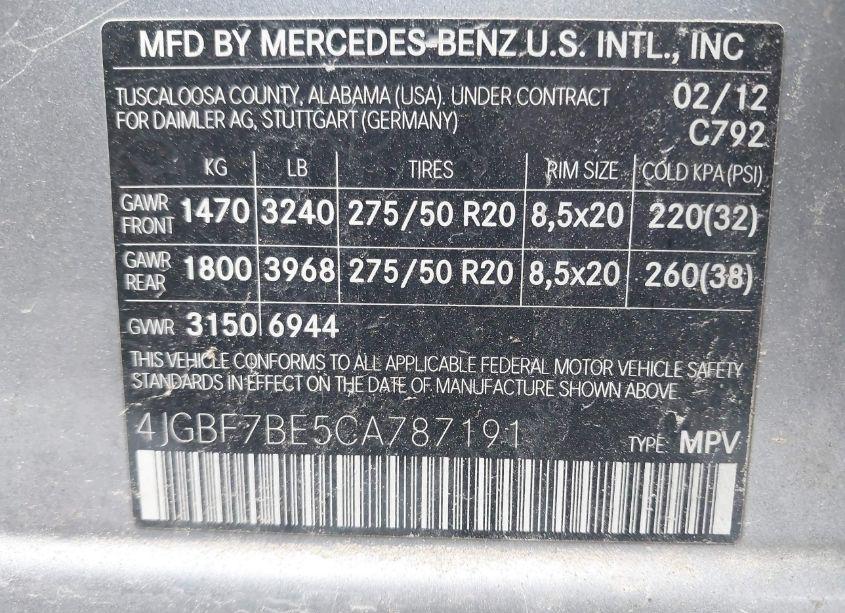 MFD BY MERCEDES-BENZ U.S. INTL., INC
TUSCALOOSA COUNTY, ALABAMA (USA). UNDER CONTRACT 02/12
FOR DAIMLER AG, STUTTGART (GERMANY) C792
KG LB TIRES RIM SIZE COLD KPA (PSI)
GAWR FRONT 1470 3240 275/50 R20 8,5x20 220(32)
GAWR REAR 1800 3968 275/50 R20 8,5x20 260(38)
GVWR 3150 6944
THIS VEHICLE CONFORMS TO ALL APPLICABLE FEDERAL MOTOR VEHICLE SAFETY
STANDARDS IN EFFECT ON THE DATE OF MANUFACTURE SHOWN ABOVE
4JGBF7BE5CA787191 TYPE: MPV